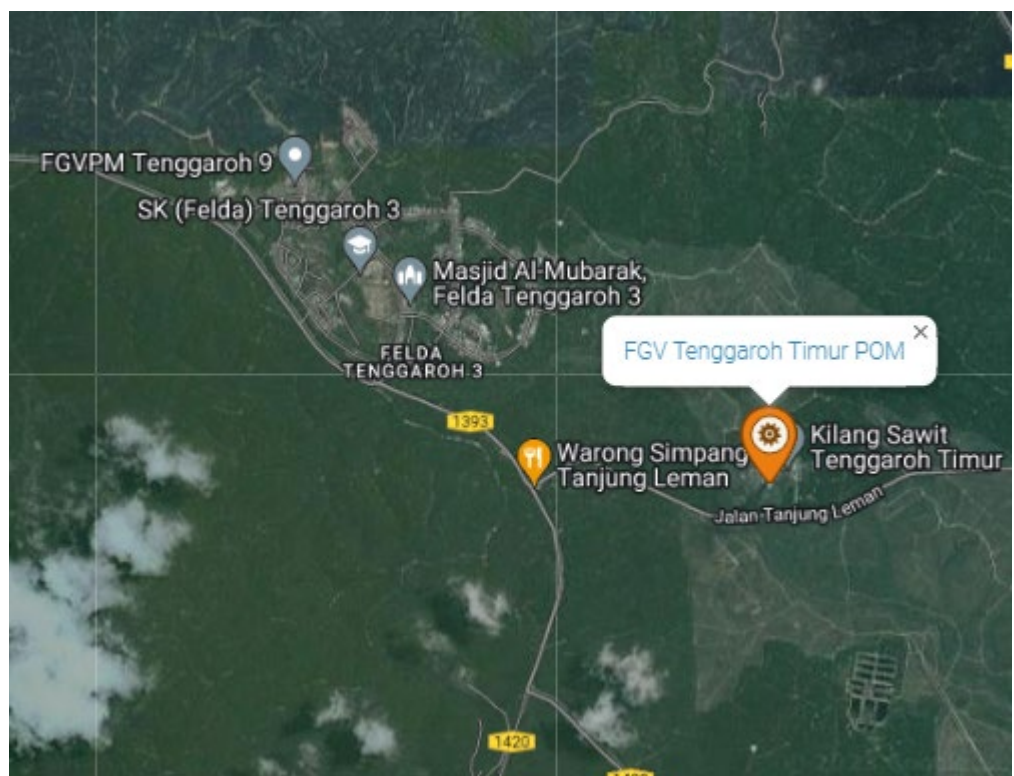 FGVPM Tenggaroh 9
SK (Felda) Tenggaroh 3
Masjid Al-Mubarak,
Felda Tenggaroh 3
FELDA
TENGGAROH 3
FGV Tenggaroh Timur POM
1393
Warong Simpang
Tanjung Leman
Kilang Sawit
Tenggaroh Timur
Jalan Tanjung Leman
1420